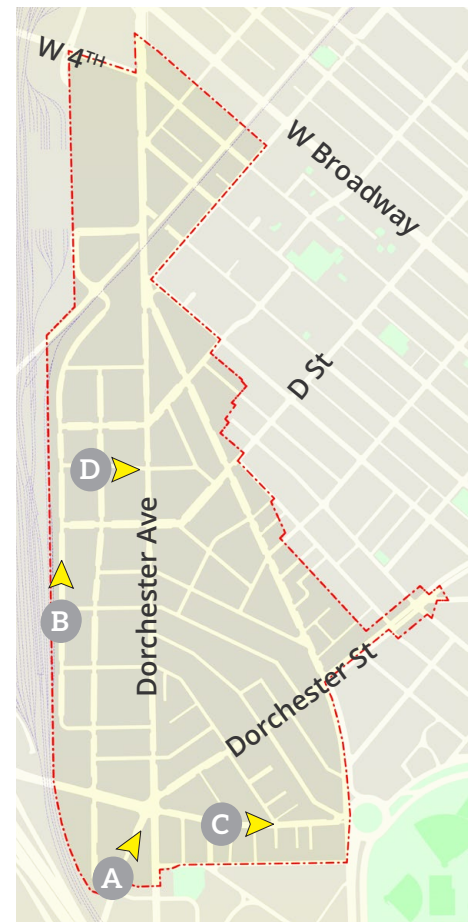 W 4TH
W Broadway
D St
D
Dorchester Ave
B
Dorchester St
C
A